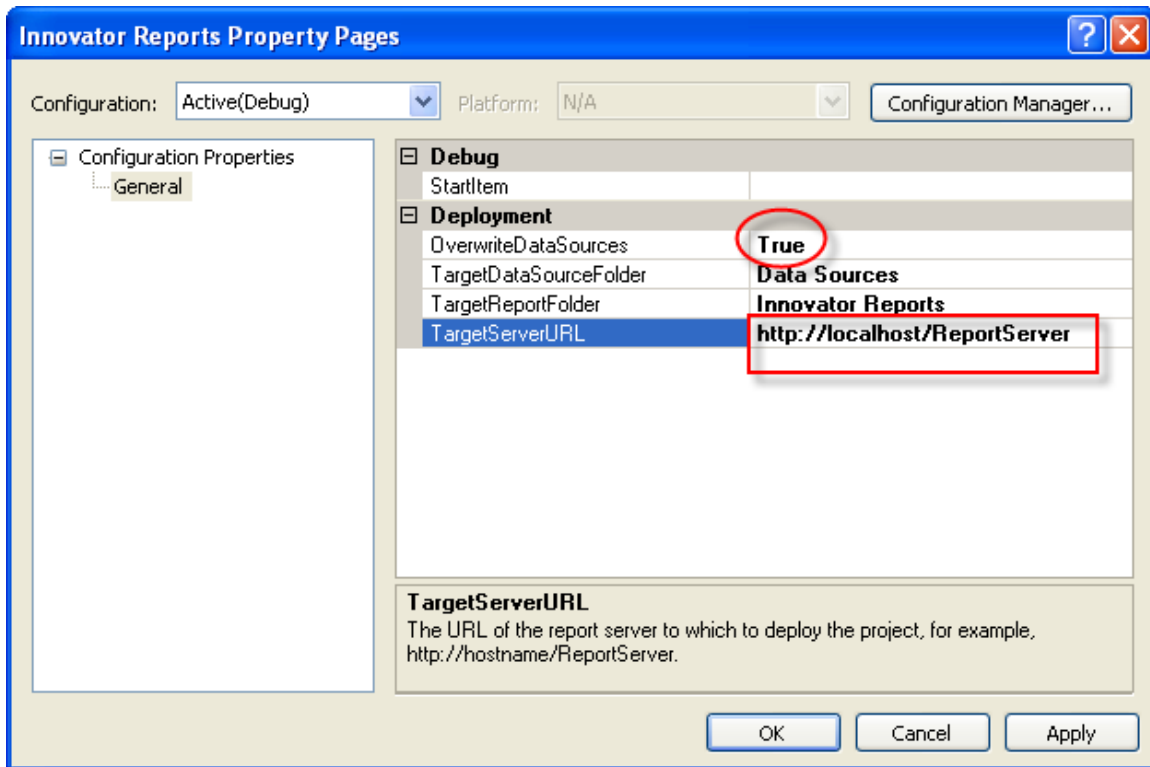 Innovator Reports Property Pages
Configuration: Active(Debug) Platform: N/A Configuration Manager...
Configuration Properties
General
Debug
StartItem
Deployment
OverwriteDataSources True
TargetDataSourceFolder Data Sources
TargetReportFolder Innovator Reports
TargetServerURL http://localhost/ReportServer
TargetServerURL
The URL of the report server to which to deploy the project, for example,
http://hostname/ReportServer.
OK Cancel Apply